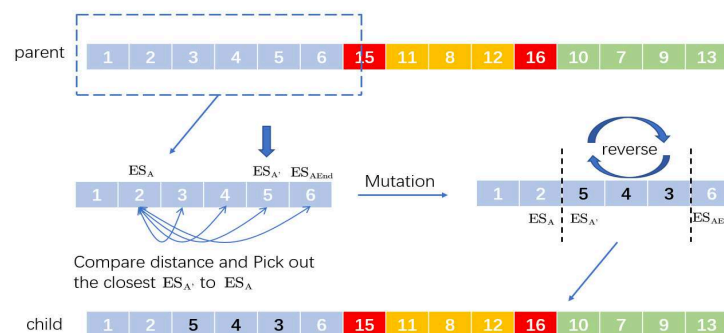 parent 1 2 3 4 5 6 15 11 8 12 16 10 7 9 13
reverse
ES_A ES_A' ES_AEnd
Mutation
1 2 3 4 5 6
1 2 5 4 3 6
ES_A ES_A' ES_AE
Compare distance and Pick out
the closest ES_A' to ES_A
child 1 2 5 4 3 6 15 11 8 12 16 10 7 9 13